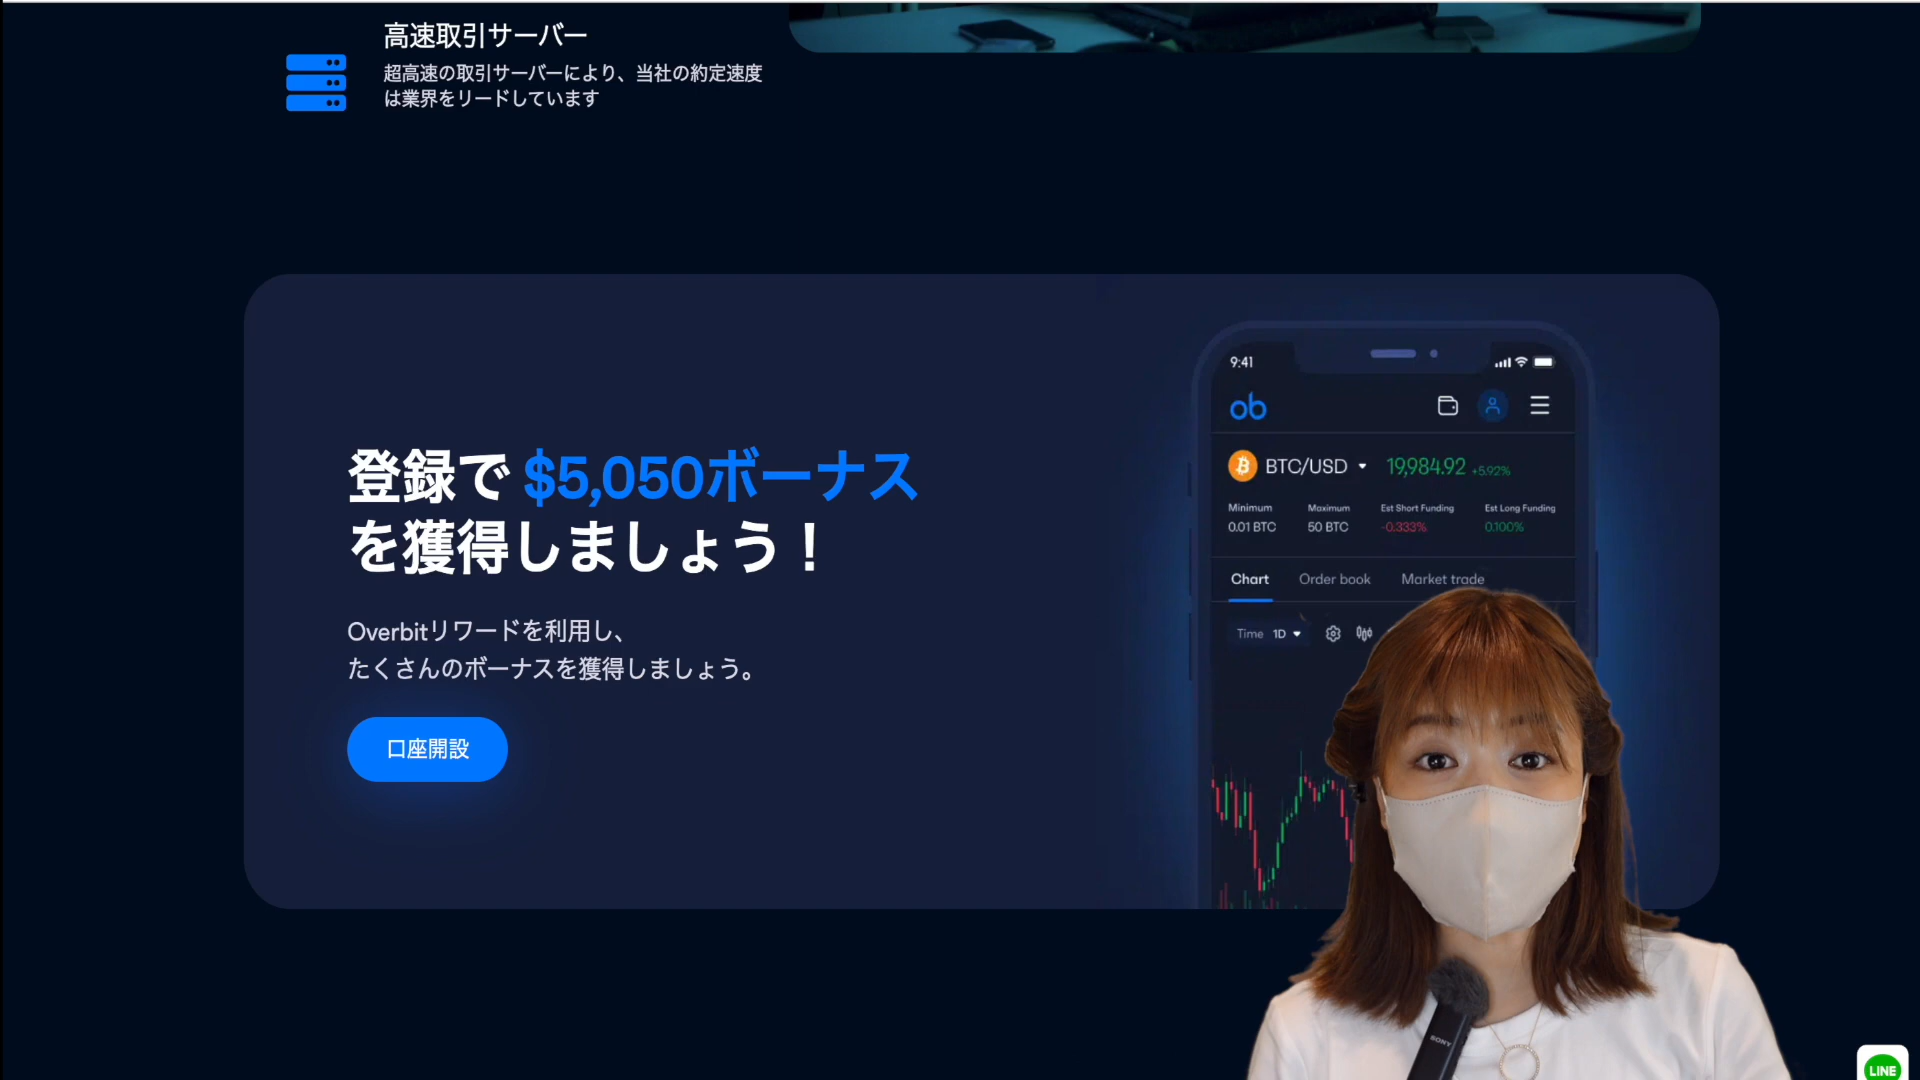 高速取引サーバー
超高速の取引サーバーにより、当社の約定速度
は業界をリードしています
登録で $5,050ボーナス
を獲得しましょう！
Overbitリワードを利用し、
たくさんのボーナスを獲得しましょう。
口座開設
9:41
ob
BTC/USD 19,984.92 +5.92%
Minimum Maximum Est Short Funding Est Long Funding
0.01 BTC 50 BTC -0.333% 0.100%
Chart Order book Market trade
Time 1D
SONY
LINE